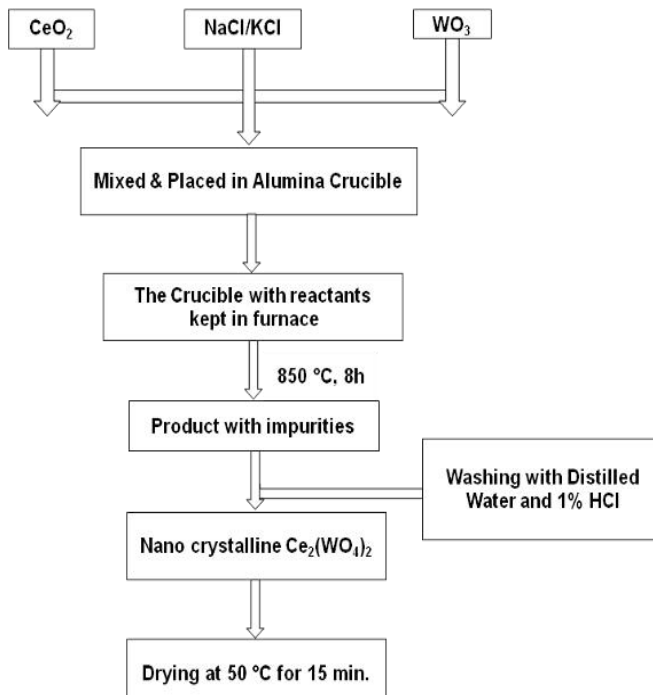 CeO₂
NaCl/KCl
WO₃
Mixed & Placed in Alumina Crucible
The Crucible with reactants
kept in furnace
850 °C, 8h
Product with impurities
Washing with Distilled
Water and 1% HCl
Nano crystalline Ce₂(WO₄)₂
Drying at 50 °C for 15 min.